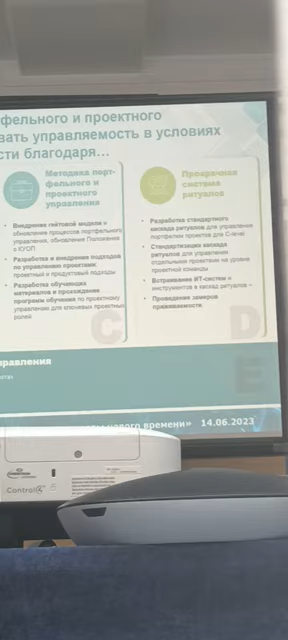 фельного и проектного
вать управляемость в условиях
сти благодаря...
Методика порт-
фельного и
проектного
управления
• Внедрение гейтовой модели и
обновление процессов портфельного
управления, обновление Положения
о КУОП
• Разработка и внедрение подходов
по управлению проектами:
проектный и продуктовый подходы
• Разработка обучающих
материалов и прохождение
программ обучения по проектному
управлению для ключевых проектных
ролей
C
Прозрачная
система
ритуалов
• Разработка стандартного
каскада ритуалов для управления
портфелем проектов для C-level
• Стандартизация каскада
ритуалов для управления
отдельными проектами на уровне
проектной команды
• Встраивание ИТ-систем и
инструментов в каскад ритуалов –
• Проведение замеров
приживаемости
D
E
правления
нового времени» 14.06.2023
Control4